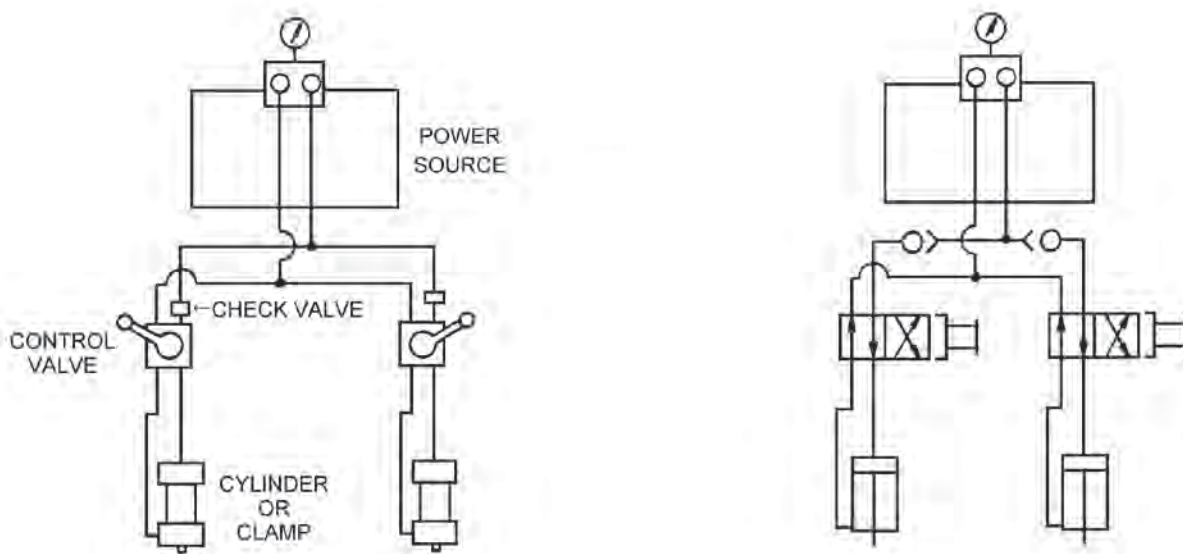 POWER
SOURCE
←CHECK VALVE
CONTROL
VALVE
CYLINDER
OR
CLAMP